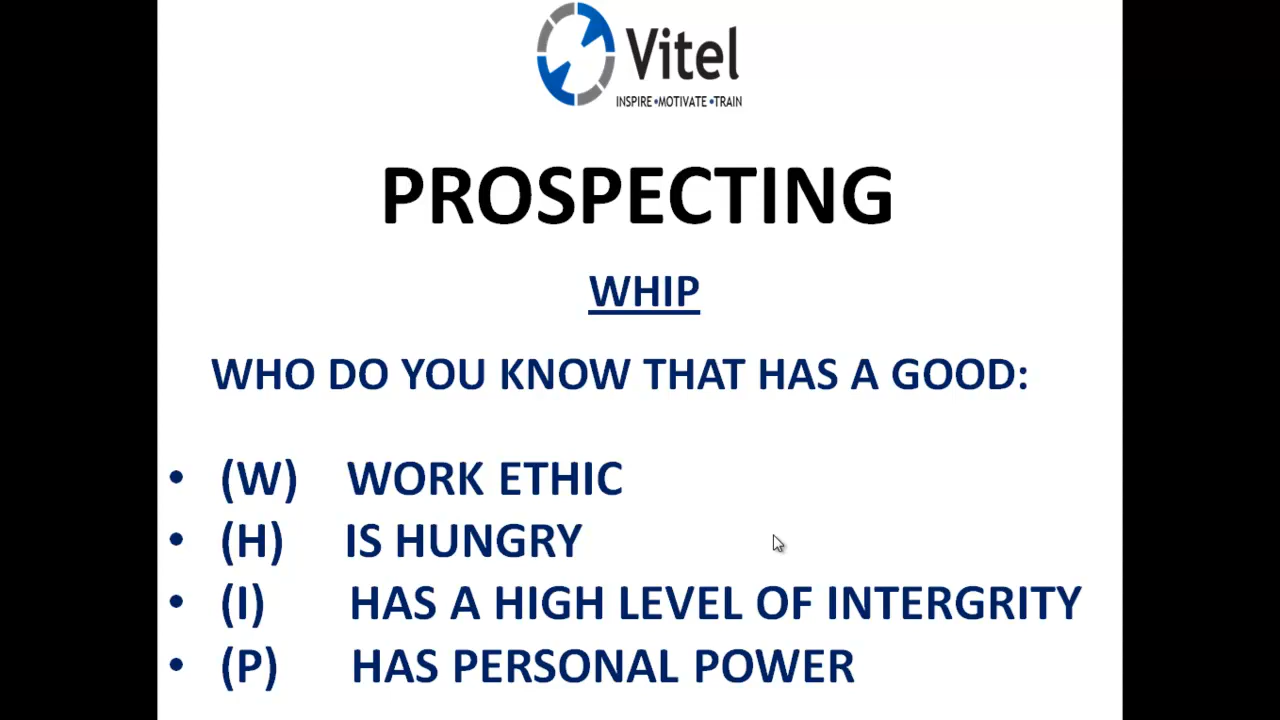 Vitel
INSPIRE •MOTIVATE •TRAIN
PROSPECTING
WHIP
WHO DO YOU KNOW THAT HAS A GOOD:
• (W) WORK ETHIC
• (H) IS HUNGRY
• (I) HAS A HIGH LEVEL OF INTERGRITY
• (P) HAS PERSONAL POWER